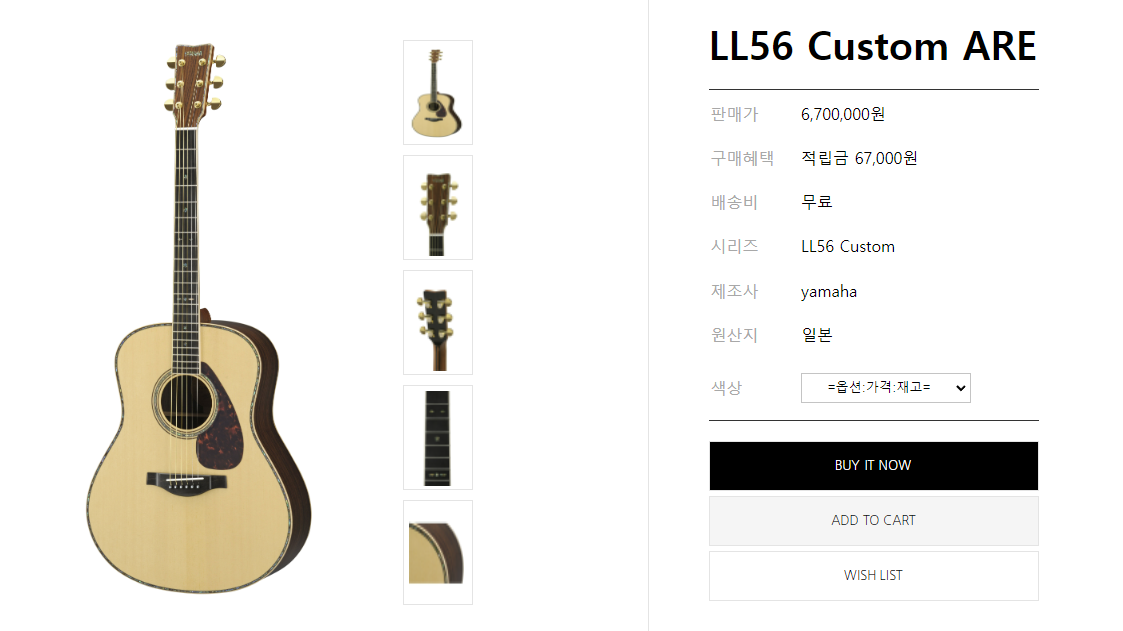 LL56 Custom ARE
판매가 6,700,000원
구매혜택 적립금 67,000원
배송비 무료
시리즈 LL56 Custom
제조사 yamaha
원산지 일본
색상 =옵션:가격:재고=
BUY IT NOW
ADD TO CART
WISH LIST